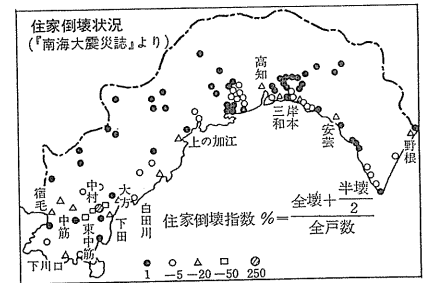 住家倒壊状況
(『南海大震災誌』より)
高知
三和
岸本
安芸
野根
上の加江
宿毛
中筋
中村
東中筋
大方
下田
白田川
下川口
住家倒壊指数 %=(全壊+半壊/2)/全戸数
1 −5 −20 −50 250